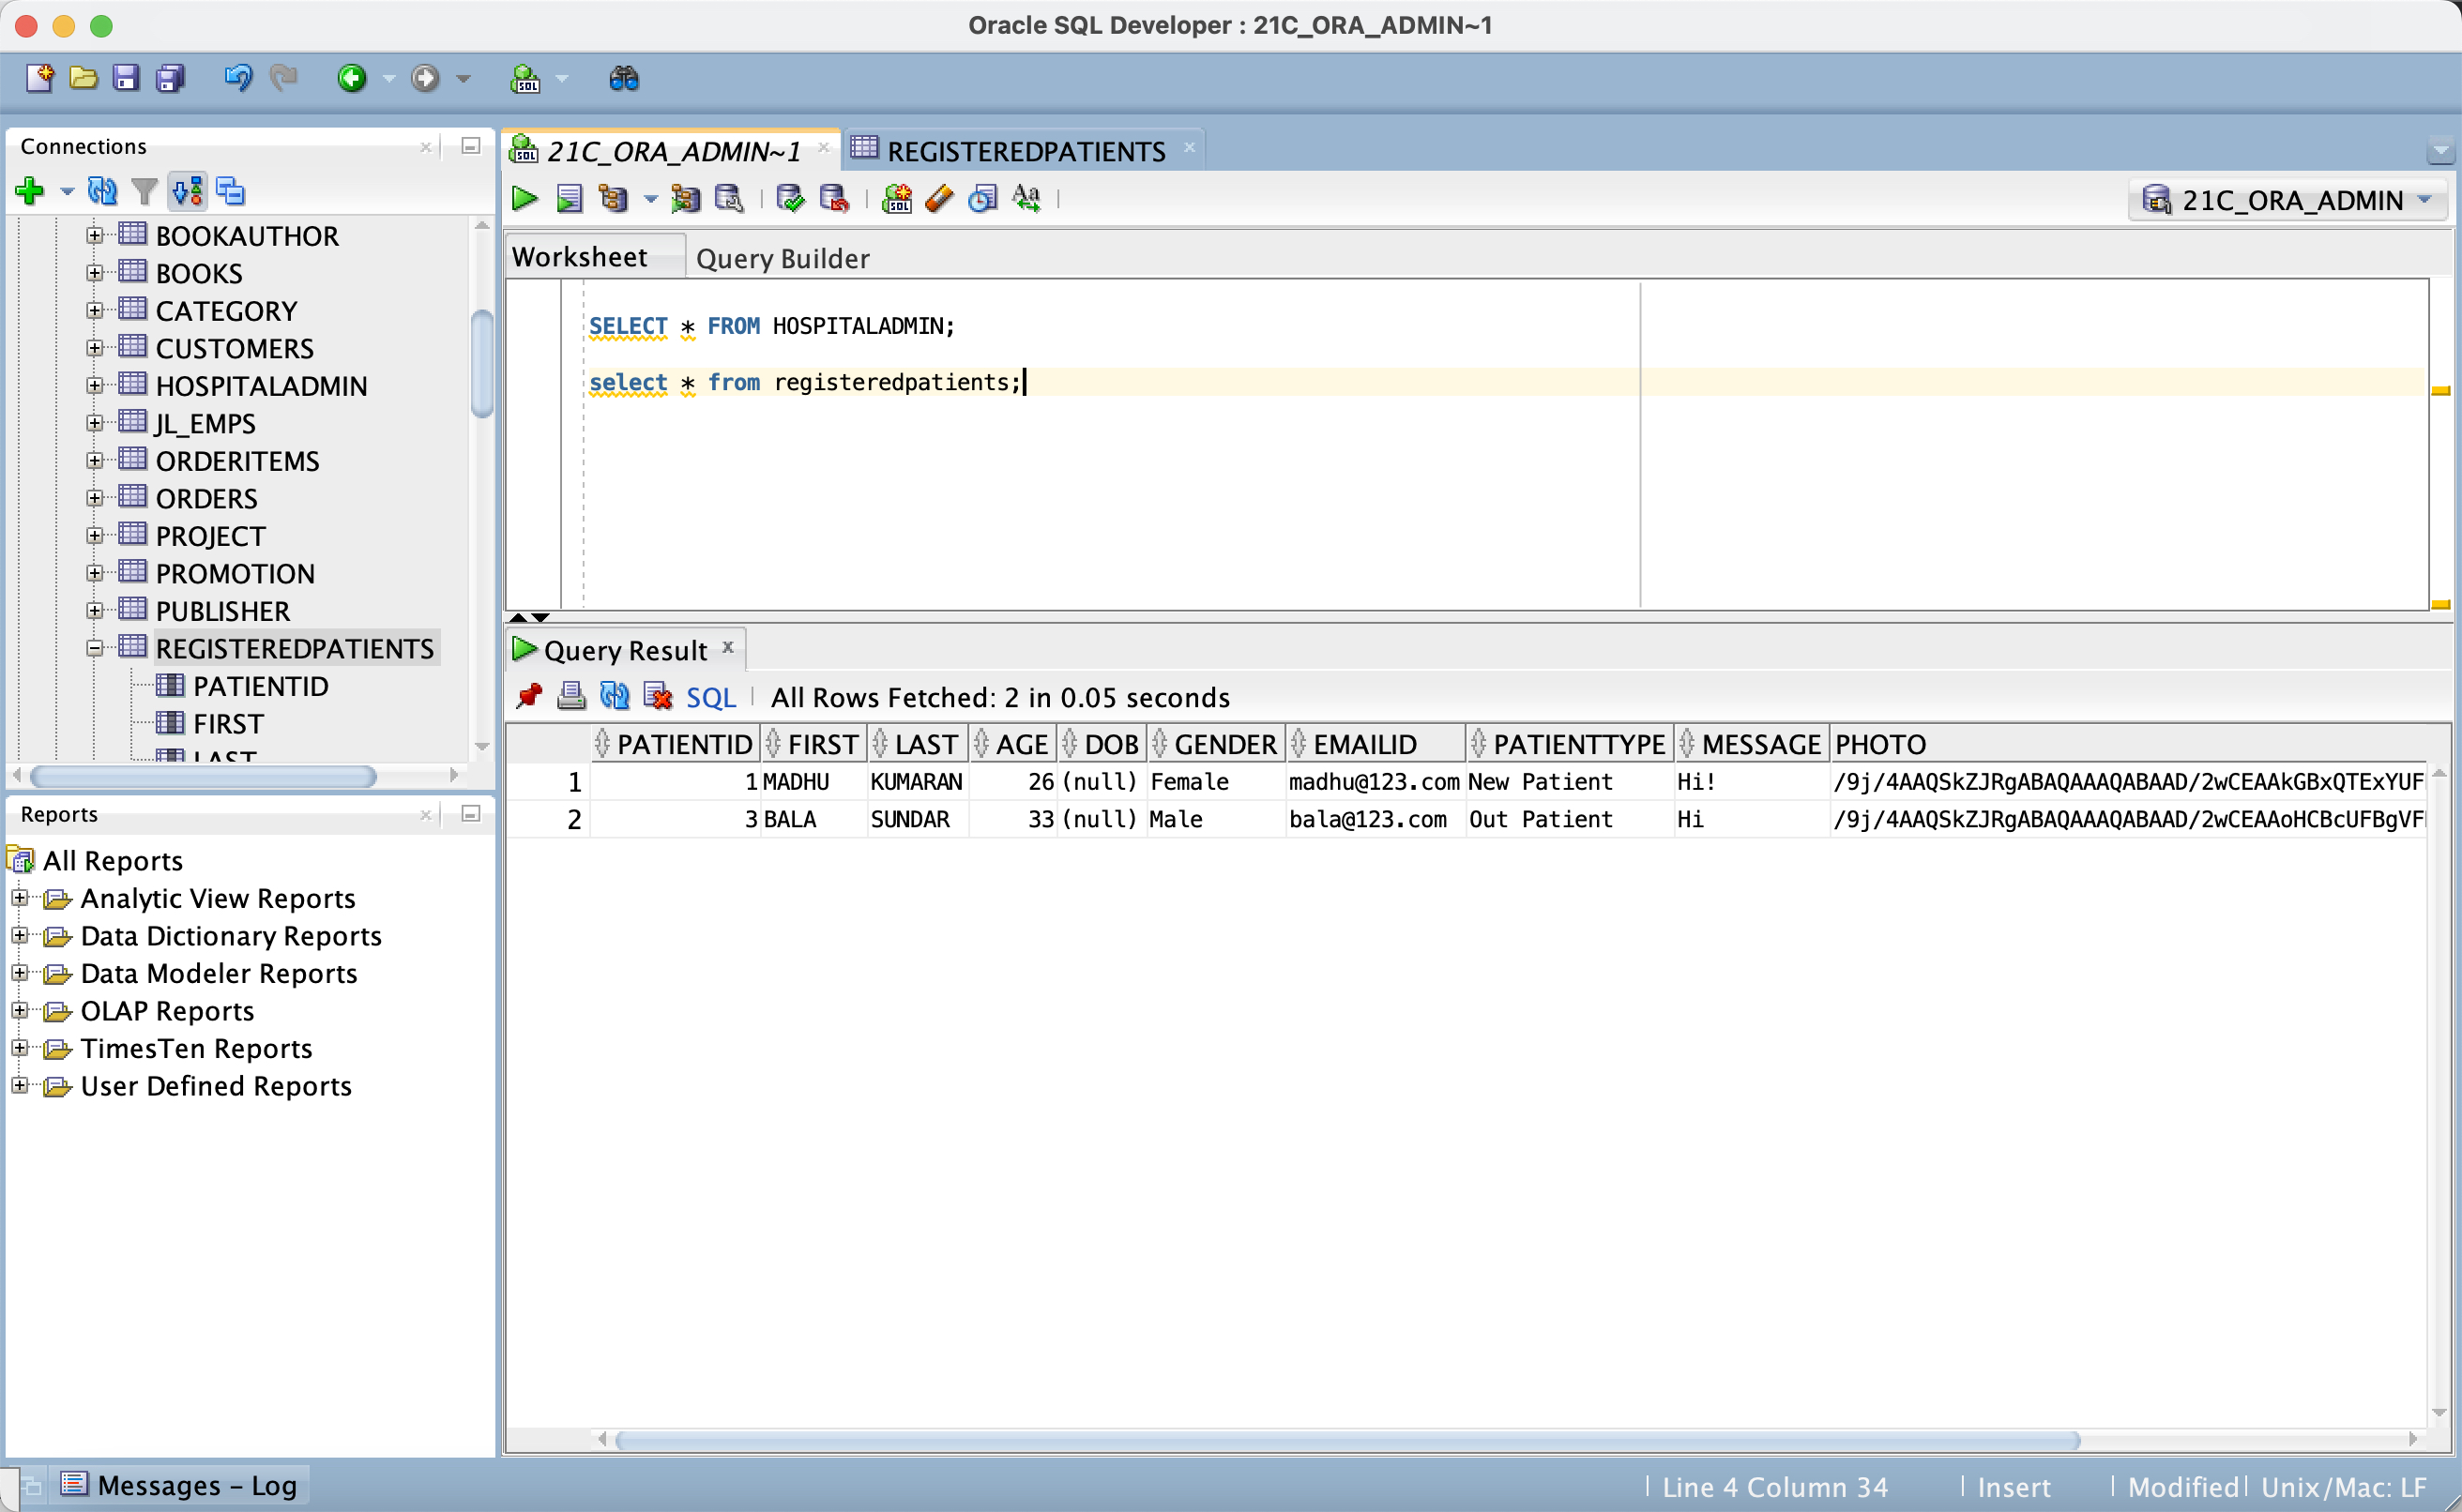 Oracle SQL Developer : 21C_ORA_ADMIN~1
Connections
BOOKAUTHOR
BOOKS
CATEGORY
CUSTOMERS
HOSPITALADMIN
JL_EMPS
ORDERITEMS
ORDERS
PROJECT
PROMOTION
PUBLISHER
REGISTEREDPATIENTS
PATIENTID
FIRST
LAST
Reports
All Reports
Analytic View Reports
Data Dictionary Reports
Data Modeler Reports
OLAP Reports
TimesTen Reports
User Defined Reports
21C_ORA_ADMIN~1 REGISTEREDPATIENTS
21C_ORA_ADMIN
Worksheet Query Builder
SELECT * FROM HOSPITALADMIN;
select * from registeredpatients;
Query Result
SQL All Rows Fetched: 2 in 0.05 seconds
PATIENTID FIRST LAST AGE DOB GENDER EMAILID PATIENTTYPE MESSAGE PHOTO
1 1 MADHU KUMARAN 26 (null) Female madhu@123.com New Patient Hi! /9j/4AAQSkZJRgABAQAAAQABAAD/2wCEAAkGBxQTExYUF
2 3 BALA SUNDAR 33 (null) Male bala@123.com Out Patient Hi /9j/4AAQSkZJRgABAQAAAQABAAD/2wCEAAoHCBcUFBgVF
Messages - Log
Line 4 Column 34 Insert Modified Unix/Mac: LF